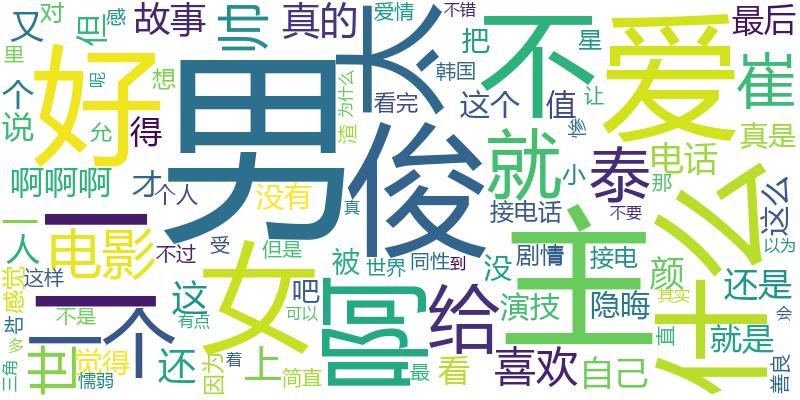 又
对
但
感
帅
故事
真的
太
爱情
不错
不
爱
最后
里
好
呢
想
个
说
允
得
男
渣
为什么
看完
韩国
把
星
这个
值
让
惨
崔
真是
啊啊啊
才
个人
没有
真
俊
就
小
泰
电话
那
什么
这么
以为
一
人
电影
一个
不过
女
受
但是
接电话
不要
主
感觉
这样
这
吧
被
世界
同性
到
没
剧情
接电
颜
还是
却
不是
有点
可以
啊
给
演技
隐晦
其实
会
多
世
觉得
还
因为
上
着
简直
最
看
喜欢
自己
直
就是
三角
懦弱
善良